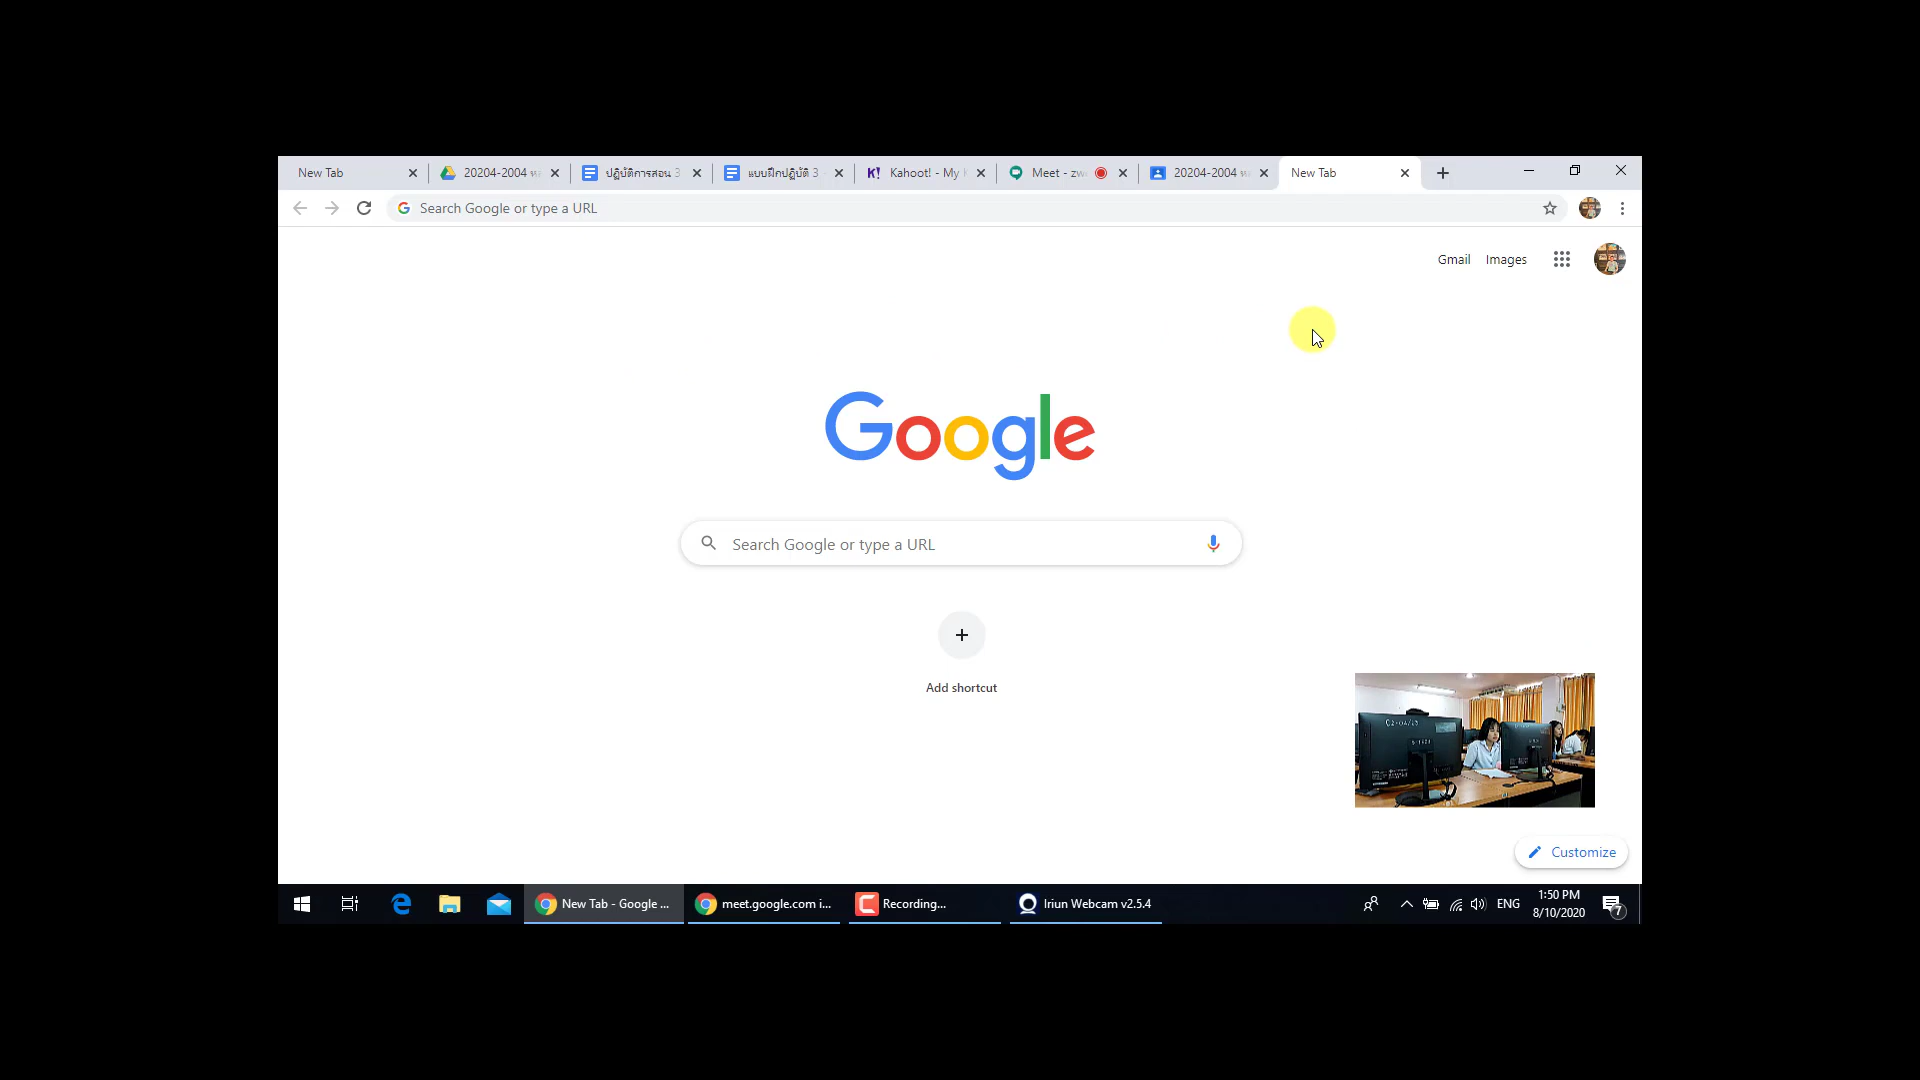 New Tab
20204-2004
ปฏิบัติการสอน 3
แบบฝึกปฏิบัติ 3
Kahoot! - My
Meet - zw
20204-2004
New Tab
Search Google or type a URL
Gmail
Images
Google
Search Google or type a URL
Add shortcut
Customize
New Tab - Google ...
meet.google.com i...
Recording...
Iriun Webcam v2.5.4
ENG
1:50 PM
8/10/2020
7